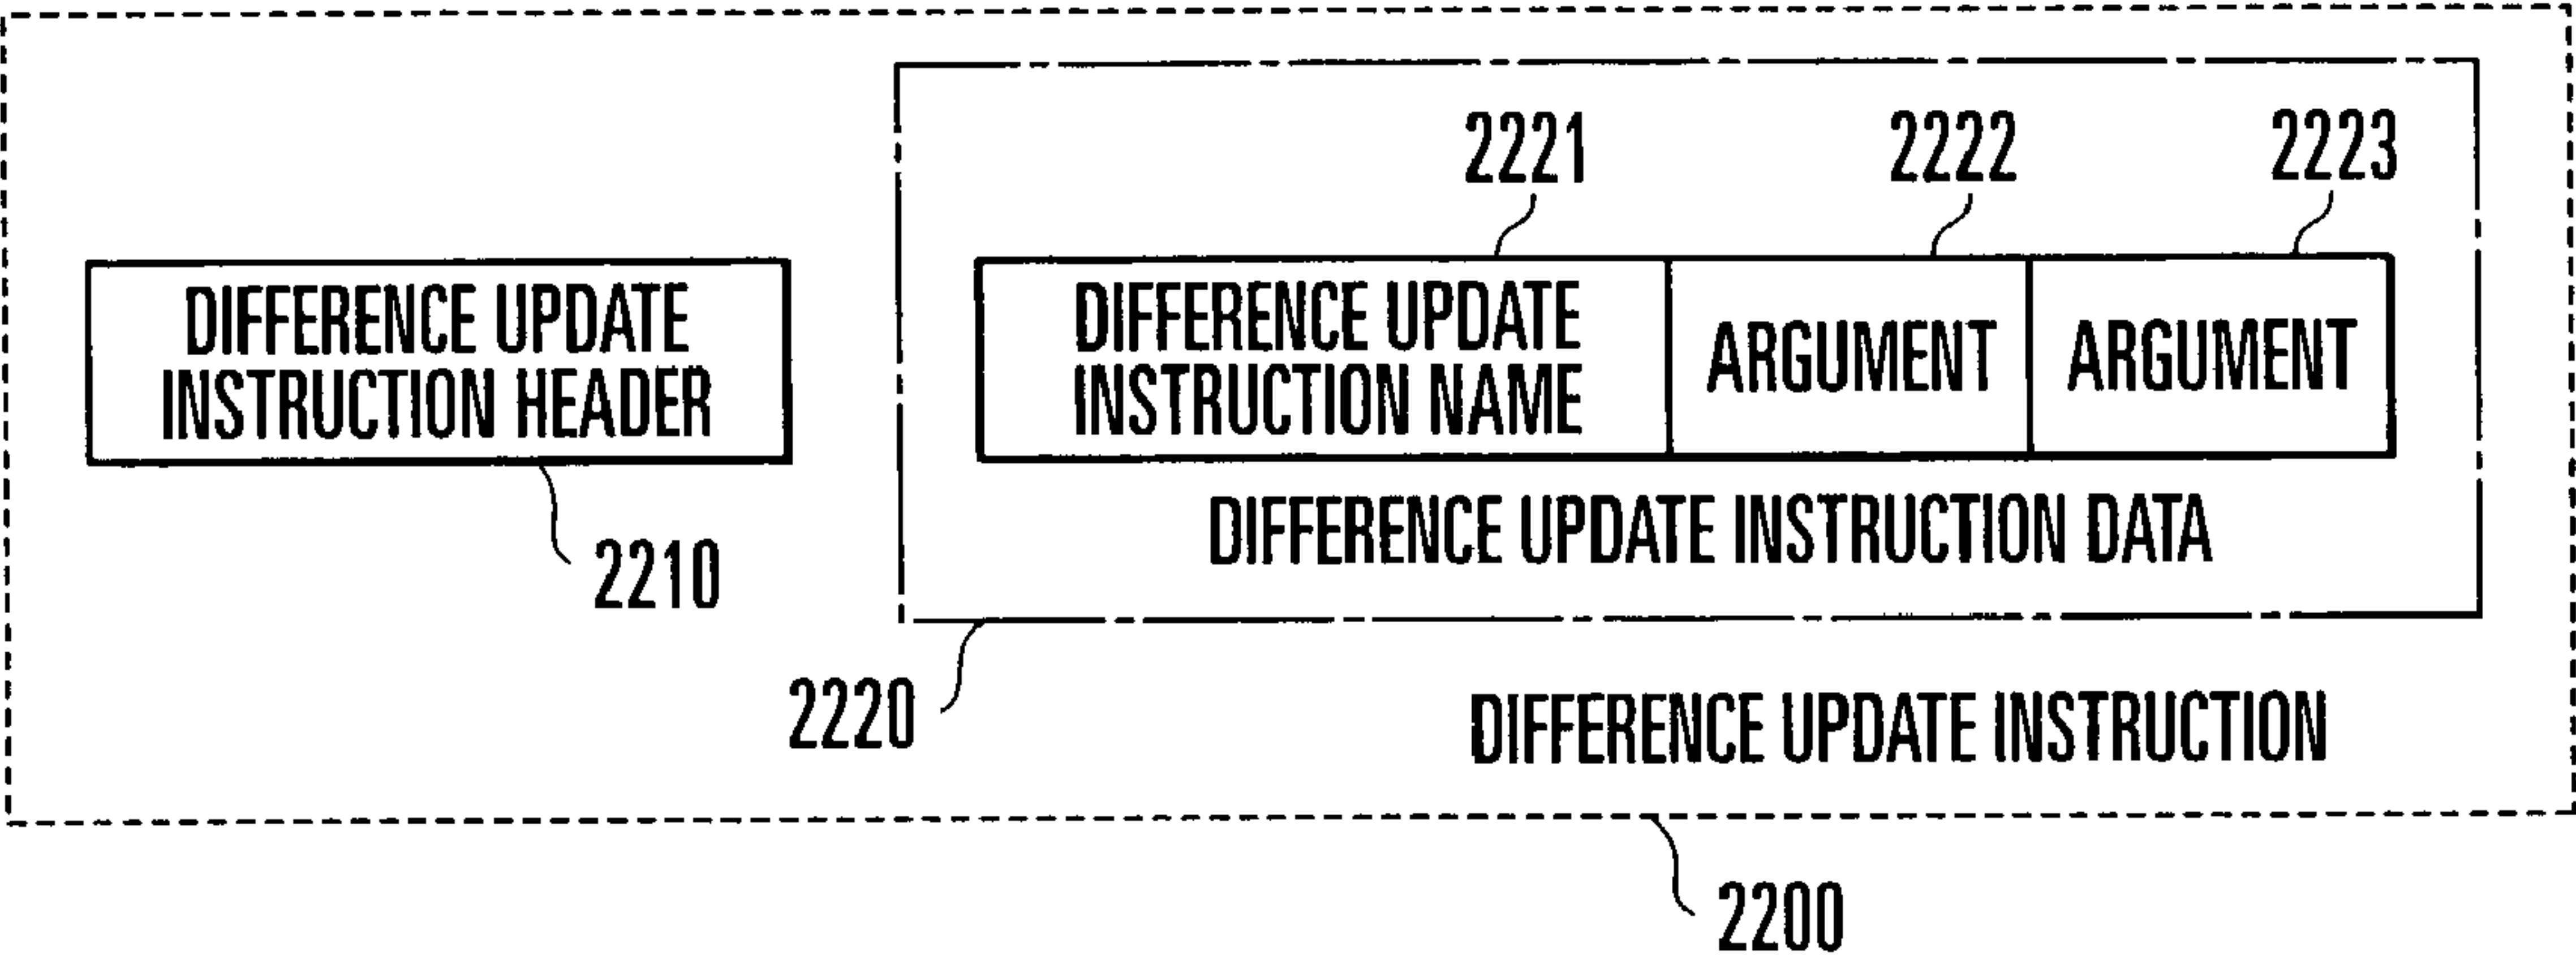 2221 2222 2223
DIFFERENCE UPDATE
INSTRUCTION HEADER
DIFFERENCE UPDATE
INSTRUCTION NAME
ARGUMENT
ARGUMENT
DIFFERENCE UPDATE INSTRUCTION DATA
2210
2220
DIFFERENCE UPDATE INSTRUCTION
2200